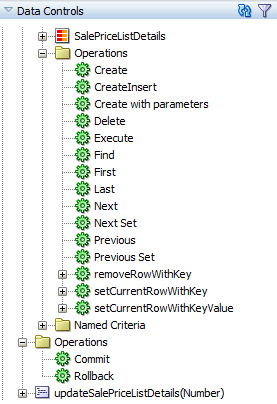 Data Controls
SalePriceListDetails
Operations
Create
CreateInsert
Create with parameters
Delete
Execute
Find
First
Last
Next
Next Set
Previous
Previous Set
removeRowWithKey
setCurrentRowWithKey
setCurrentRowWithKeyValue
Named Criteria
Operations
Commit
Rollback
updateSalePriceListDetails(Number)